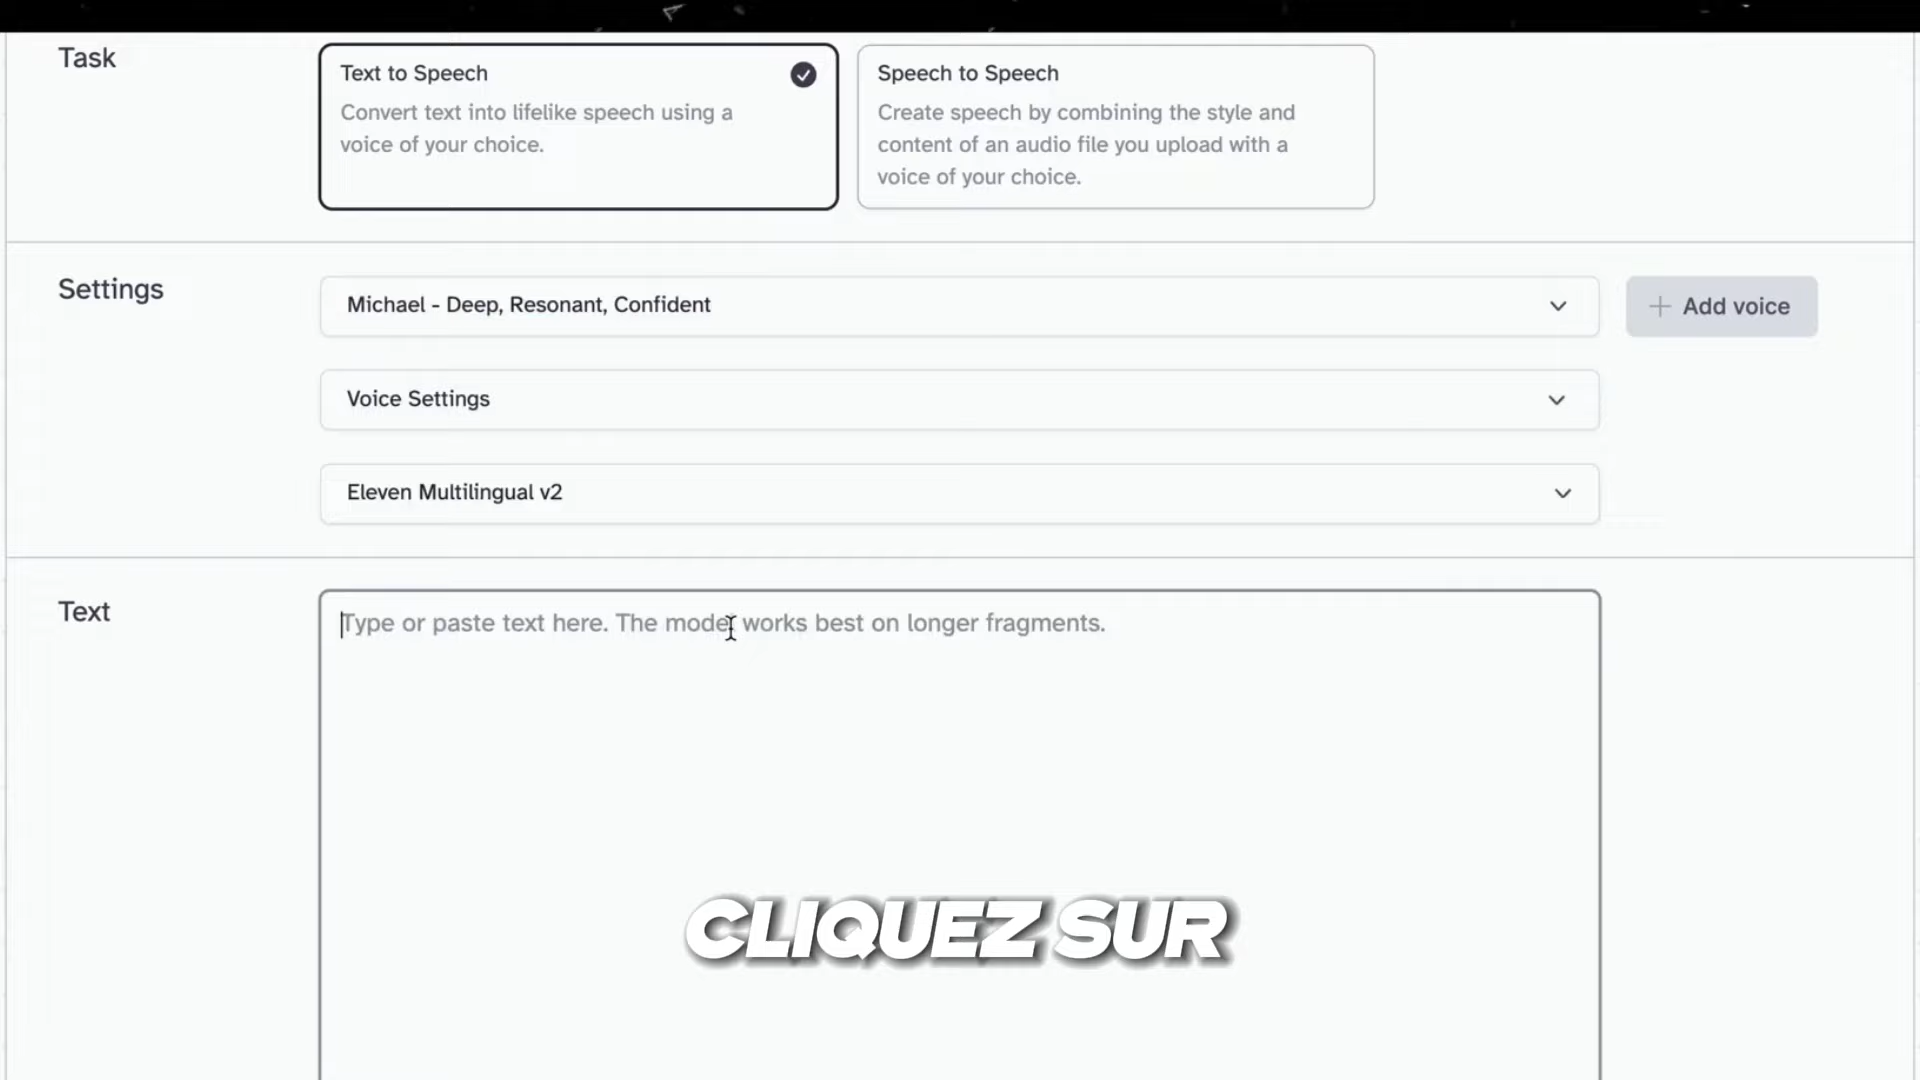 Task
Text to Speech
Convert text into lifelike speech using a
voice of your choice.
Speech to Speech
Create speech by combining the style and
content of an audio file you upload with a
voice of your choice.
Settings
Michael - Deep, Resonant, Confident
+ Add voice
Voice Settings
Eleven Multilingual v2
Text
Type or paste text here. The model works best on longer fragments.
CLIQUEZ SUR